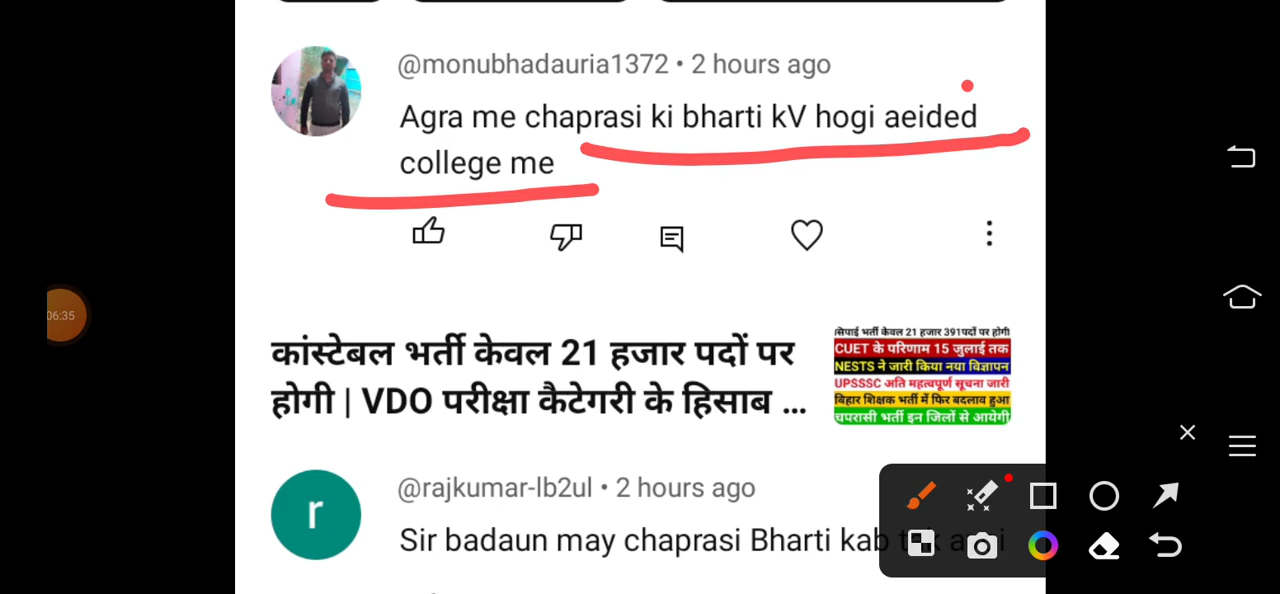 @monubhadauria1372 • 2 hours ago
Agra me chaprasi ki bharti kV hogi aeided
college me
06:35
कांस्टेबल भर्ती केवल 21 हजार पदों पर
होगी | VDO परीक्षा कैटेगरी के हिसाब ...
सिपाई भर्ती केवल 21 हजार 391पदों पर होगी
CUET के परिणाम 15 जुलाई तक
NESTS ने जारी किया नया विज्ञापन
UPSSSC अति महत्वपूर्ण सूचना जारी
बिहार शिक्षक भर्ती में फिर बदलाव हुआ
चपरासी भर्ती इन जिलों से आयेगी
r
@rajkumar-lb2ul • 2 hours ago
Sir badaun may chaprasi Bharti kab